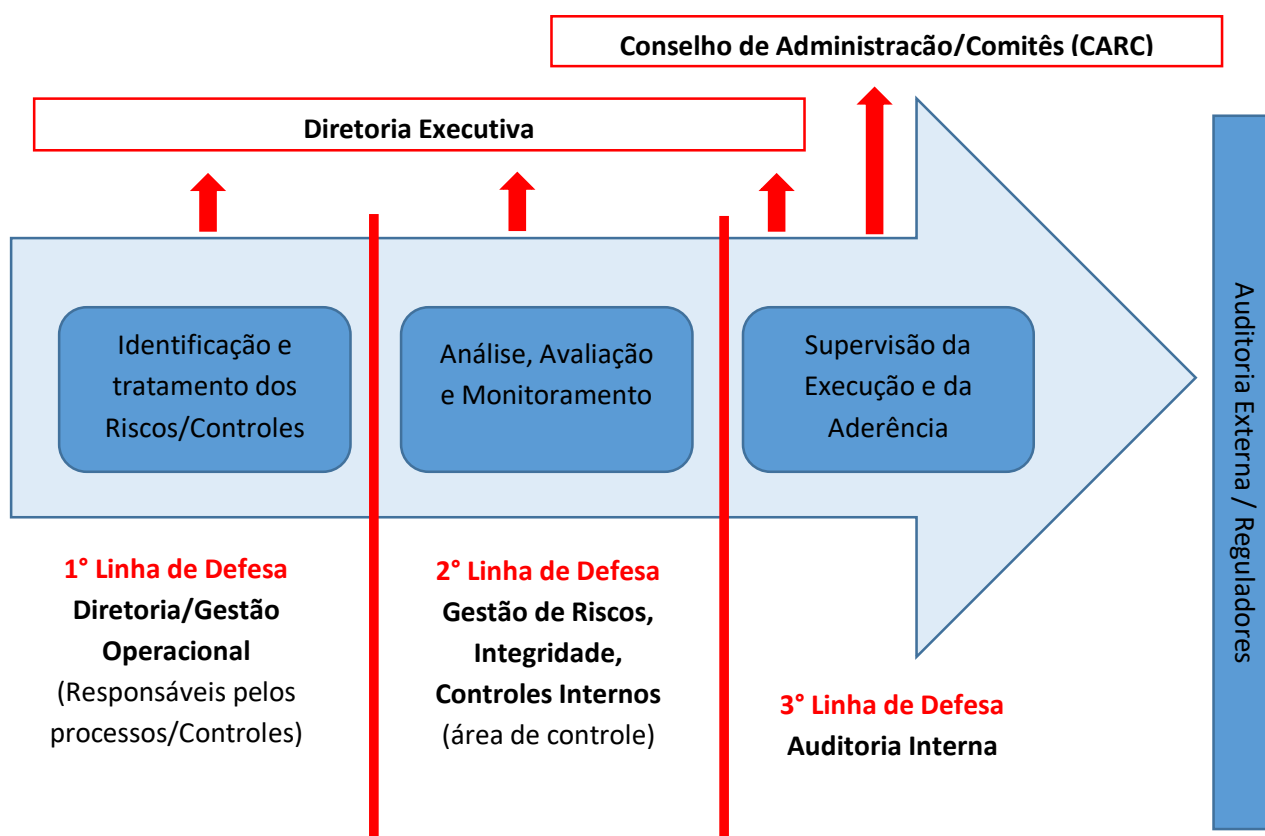 Conselho de Administracão/Comitês (CARC)
Diretoria Executiva
Identificação e
tratamento dos
Riscos/Controles
Análise, Avaliação
e Monitoramento
Supervisão da
Execução e da
Aderência
Auditoria Externa / Reguladores
1° Linha de Defesa
Diretoria/Gestão
Operacional
(Responsáveis pelos
processos/Controles)
2° Linha de Defesa
Gestão de Riscos,
Integridade,
Controles Internos
(área de controle)
3° Linha de Defesa
Auditoria Interna